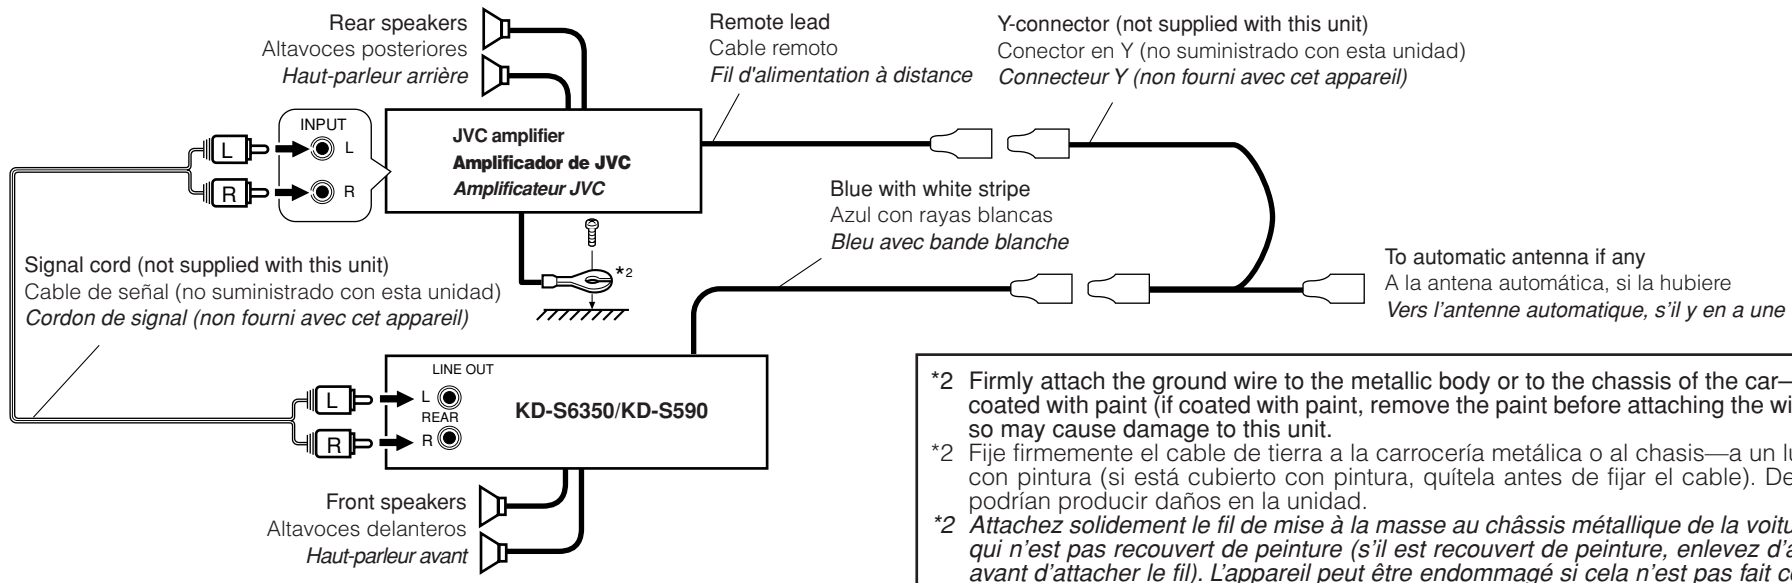 Rear speakers
Altavoces posteriores
Haut-parleur arrière
Remote lead
Cable remoto
Fil d'alimentation à distance
Y-connector (not supplied with this unit)
Conector en Y (no suministrado con esta unidad)
Connecteur Y (non fourni avec cet appareil)
INPUT
L
L
R
R
JVC amplifier
Amplificador de JVC
Amplificateur JVC
Blue with white stripe
Azul con rayas blancas
Bleu avec bande blanche
*2
Signal cord (not supplied with this unit)
Cable de señal (no suministrado con esta unidad)
Cordon de signal (non fourni avec cet appareil)
To automatic antenna if any
A la antena automática, si la hubiere
Vers l'antenne automatique, s'il y en a une
LINE OUT
L
L
REAR
R
R
KD-S6350/KD-S590
Front speakers
Altavoces delanteros
Haut-parleur avant
*2 Firmly attach the ground wire to the metallic body or to the chassis of the car—
coated with paint (if coated with paint, remove the paint before attaching the wi
so may cause damage to this unit.
*2 Fije firmemente el cable de tierra a la carrocería metálica o al chasis—a un lu
con pintura (si está cubierto con pintura, quítela antes de fijar el cable). De
podrían producir daños en la unidad.
*2 Attachez solidement le fil de mise à la masse au châssis métallique de la voitu
qui n'est pas recouvert de peinture (s'il est recouvert de peinture, enlevez d'a
avant d'attacher le fil). L'appareil peut être endommagé si cela n'est pas fait c